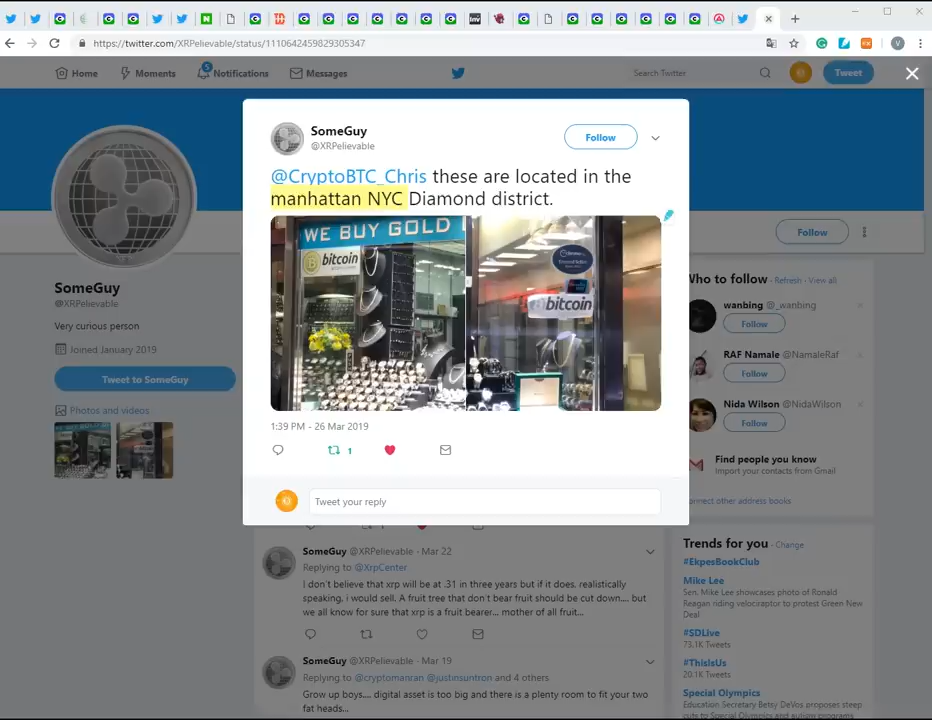 https://twitter.com/XRPelievable/status/1110642459829305347
Home
Moments
5
Notifications
Messages
Search Twitter
Tweet
SomeGuy
@XRPelievable
Follow
@CryptoBTC_Chris these are located in the
manhattan NYC Diamond district.
WE BUY GOLD
bitcoin
bitcoin
1:39 PM - 26 Mar 2019
1
Tweet your reply
SomeGuy
@XRPelievable
Very curious person
Joined January 2019
Tweet to SomeGuy
Photos and videos
Follow
Who to follow · Refresh · View all
wanbing @_wanbing
Follow
RAF Namale @NamaleRaf
Follow
Nida Wilson @NidaWilson
Follow
Find people you know
Import your contacts from Gmail
onnect other address books
Trends for you · Change
#EkpesBookClub
Mike Lee
Sen. Mike Lee showcases photo of Ronald
Reagan riding velociraptor to protest Green New
Deal
#SDLive
73.1K Tweets
#ThisIsUs
20.1K Tweets
Special Olympics
Education Secretary Betsy DeVos proposes steep
SomeGuy @XRPelievable · Mar 22
Replying to @XrpCenter
I don't believe that xrp will be at .31 in three years but if it does, realistically
speaking, i would sell. A fruit tree that don't bear fruit should be cut down.... but
we all know for sure that xrp is a fruit bearer... mother of all fruit...
SomeGuy @XRPelievable · Mar 19
Replying to @cryptomanran @justinsuntron and 4 others
Grow up boys.... digital asset is too big and there is a plenty room to fit your two
fat heads...